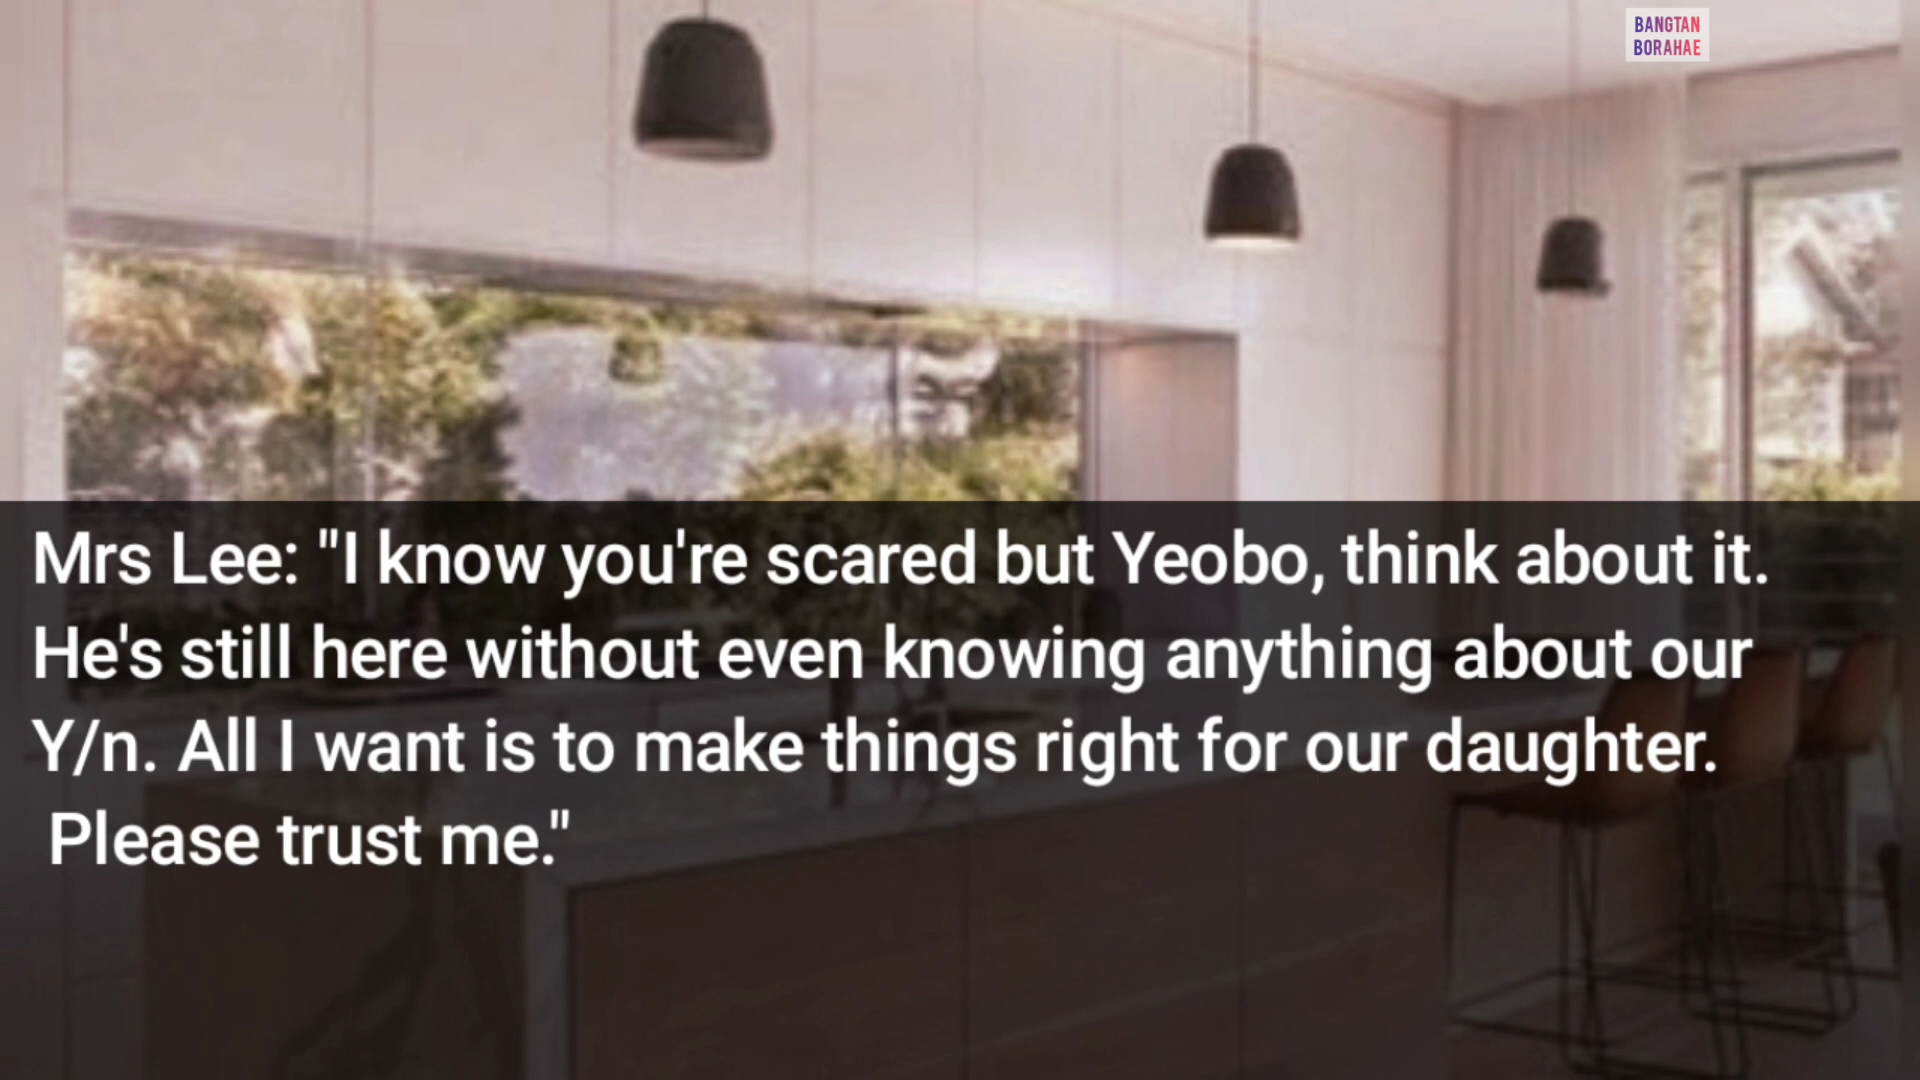 BANGTAN
BORAHAE
Mrs Lee: "I know you're scared but Yeobo, think about it.
He's still here without even knowing anything about our
Y/n. All I want is to make things right for our daughter.
Please trust me."